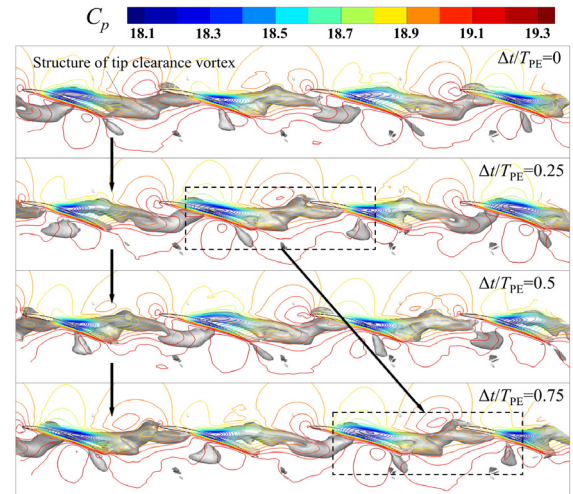 Cp
18.1 18.3 18.5 18.7 18.9 19.1 19.3
Structure of tip clearance vortex
Δt/TPE=0
Δt/TPE=0.25
Δt/TPE=0.5
Δt/TPE=0.75